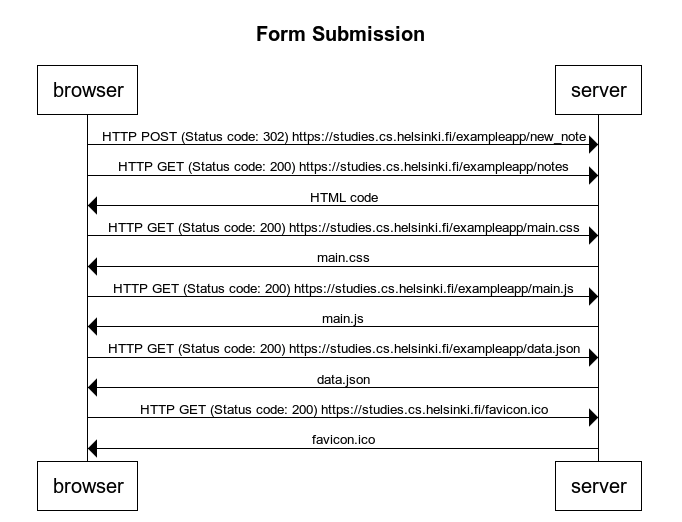 Form Submission
browser
server
HTTP POST (Status code: 302) https://studies.cs.helsinki.fi/exampleapp/new_note
HTTP GET (Status code: 200) https://studies.cs.helsinki.fi/exampleapp/notes
HTML code
HTTP GET (Status code: 200) https://studies.cs.helsinki.fi/exampleapp/main.css
main.css
HTTP GET (Status code: 200) https://studies.cs.helsinki.fi/exampleapp/main.js
main.js
HTTP GET (Status code: 200) https://studies.cs.helsinki.fi/exampleapp/data.json
data.json
HTTP GET (Status code: 200) https://studies.cs.helsinki.fi/favicon.ico
favicon.ico
browser
server